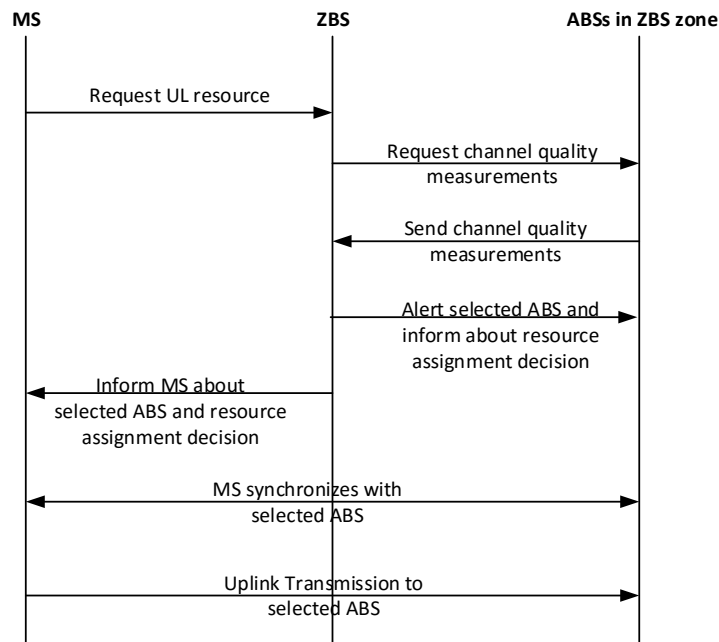 MS
ZBS
ABSs in ZBS zone
Request UL resource
Request channel quality
measurements
Send channel quality
measurements
Alert selected ABS and
inform about resource
assignment decision
Inform MS about
selected ABS and resource
assignment decision
MS synchronizes with
selected ABS
Uplink Transmission to
selected ABS